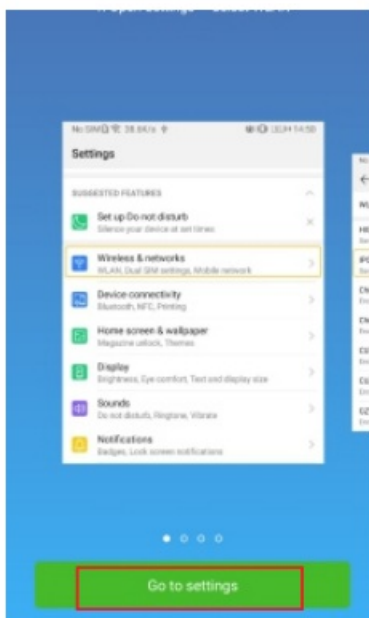 No SIM
Settings
SUGGESTED FEATURES
Set up Do not disturb
Silence your device at set times
Wireless & networks
WLAN, Dual SIM settings, Mobile network
Device connectivity
Bluetooth, NFC, Printing
Home screen & wallpaper
Magazine unlock, Themes
Display
Brightness, Eye comfort, Text and display size
Sounds
Do not disturb, Ringtone, Vibrate
Notifications
Badges, Lock screen notifications
Go to settings